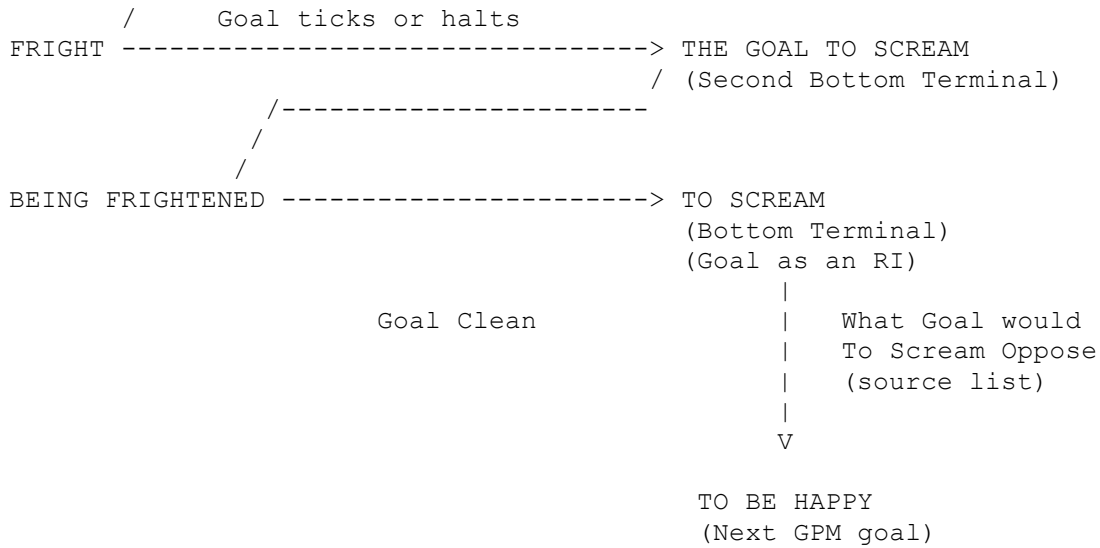 / Goal ticks or halts
FRIGHT ---------------------------------> THE GOAL TO SCREAM
/ (Second Bottom Terminal)
/-----------------------
/
/
BEING FRIGHTENED -----------------------> TO SCREAM
(Bottom Terminal)
(Goal as an RI)
|
Goal Clean | What Goal would
| To Scream Oppose
| (source list)
|
V
TO BE HAPPY
(Next GPM goal)